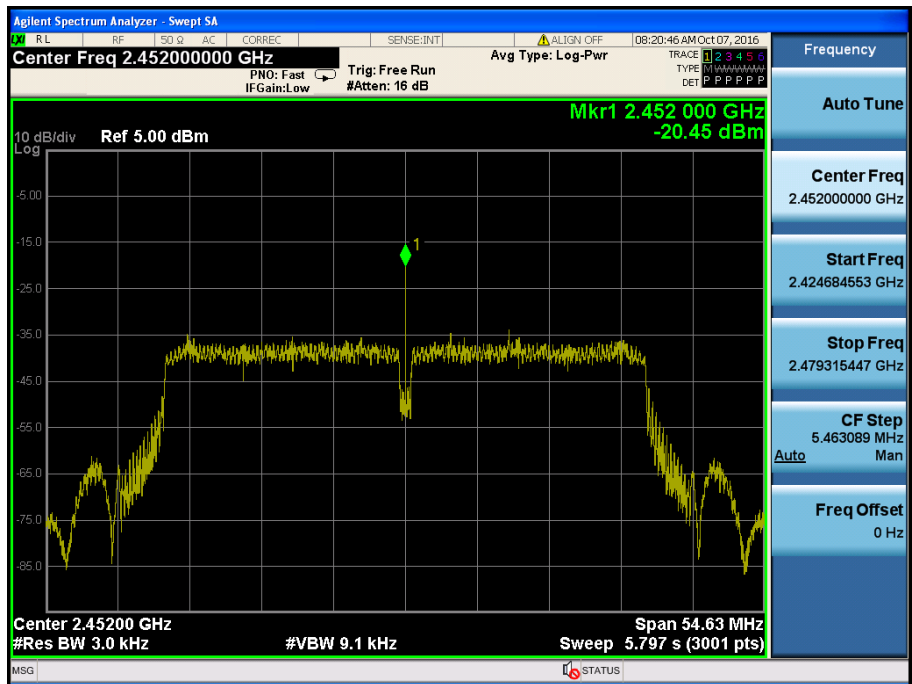 Agilent Spectrum Analyzer - Swept SA
LXI RL RF 50 Ω AC CORREC SENSE:INT ALIGN OFF 08:20:46 AM Oct 07, 2016
Center Freq 2.452000000 GHz
PNO: Fast
IFGain:Low
Trig: Free Run
#Atten: 16 dB
Avg Type: Log-Pwr
TRACE 1 2 3 4 5 6
TYPE M WWWWW
DET P P P P P P
Mkr1 2.452 000 GHz
-20.45 dBm
10 dB/div Ref 5.00 dBm
Log
-5.00
-15.0
-25.0
-35.0
-45.0
-55.0
-65.0
-75.0
-85.0
1
Center 2.45200 GHz
Span 54.63 MHz
#Res BW 3.0 kHz
#VBW 9.1 kHz
Sweep 5.797 s (3001 pts)
MSG
STATUS
Frequency
Auto Tune
Center Freq
2.452000000 GHz
Start Freq
2.424684553 GHz
Stop Freq
2.479315447 GHz
CF Step
5.463089 MHz
Auto Man
Freq Offset
0 Hz